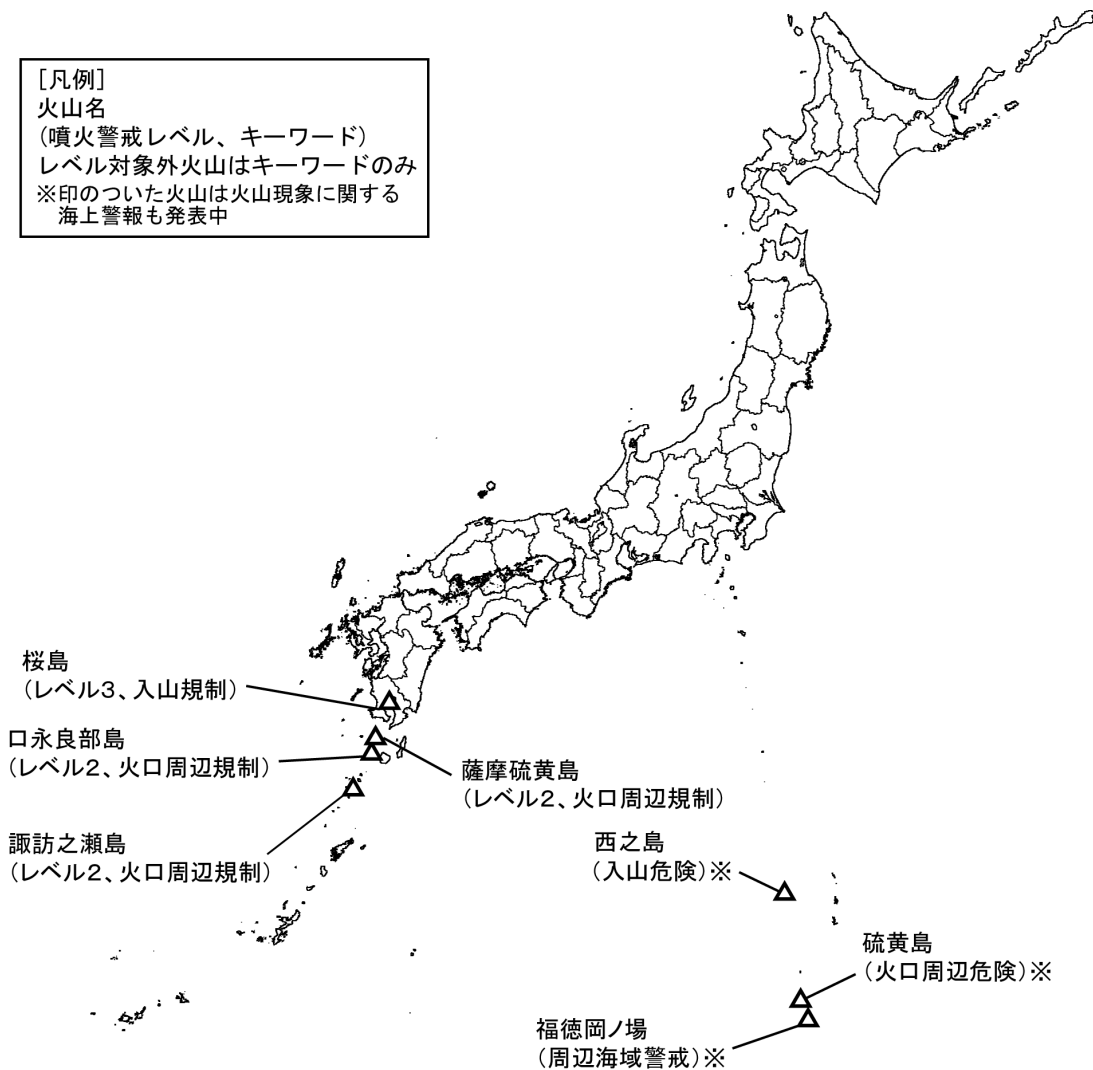 [凡例]
火山名
(噴火警戒レベル、キーワード)
レベル対象外火山はキーワードのみ
※印のついた火山は火山現象に関する
海上警報も発表中
桜島
(レベル3、入山規制)
口永良部島
(レベル2、火口周辺規制)
薩摩硫黄島
(レベル2、火口周辺規制)
諏訪之瀬島
(レベル2、火口周辺規制)
西之島
(入山危険)※
硫黄島
(火口周辺危険)※
福徳岡ノ場
(周辺海域警戒)※